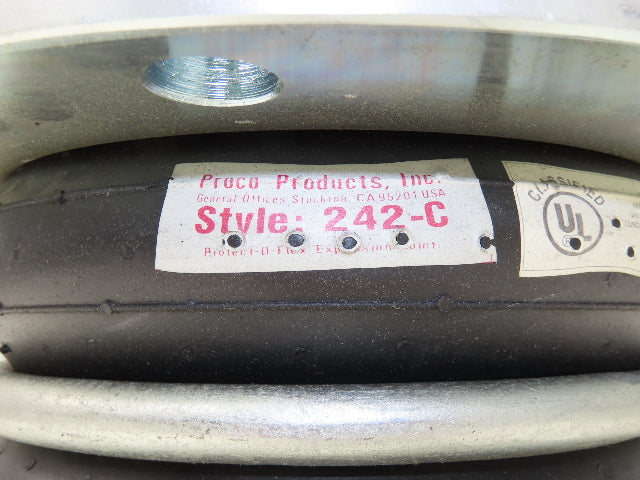 Proco Products, Inc.
General Offices Stockton, CA 95201 USA
Style: 242-C
Protect-O-Flex Expansion Joint
CLASSIFIED
UL